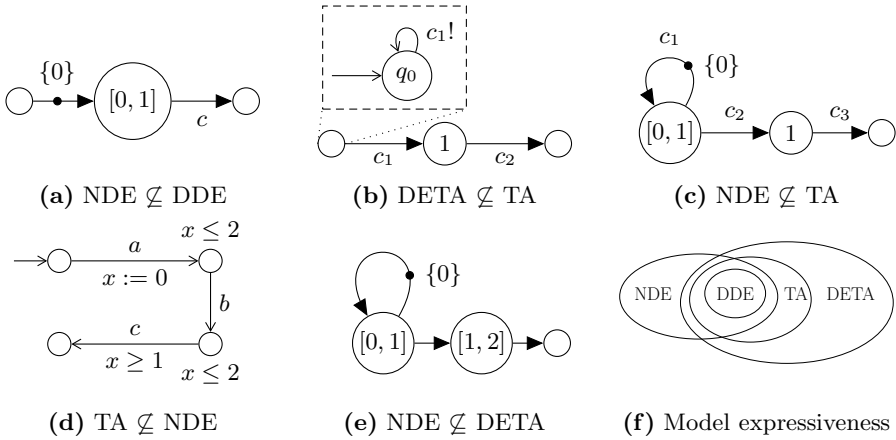 {0}
[0, 1]
c
(a) NDE ⊈ DDE
c₁!
q₀
1
c₁
c₂
(b) DETA ⊈ TA
c₁
{0}
[0, 1]
c₂
1
c₃
(c) NDE ⊈ TA
a
x := 0
x ≤ 2
b
c
x ≥ 1
x ≤ 2
(d) TA ⊈ NDE
{0}
[0, 1]
[1, 2]
(e) NDE ⊈ DETA
NDE
DDE
TA
DETA
(f) Model expressiveness